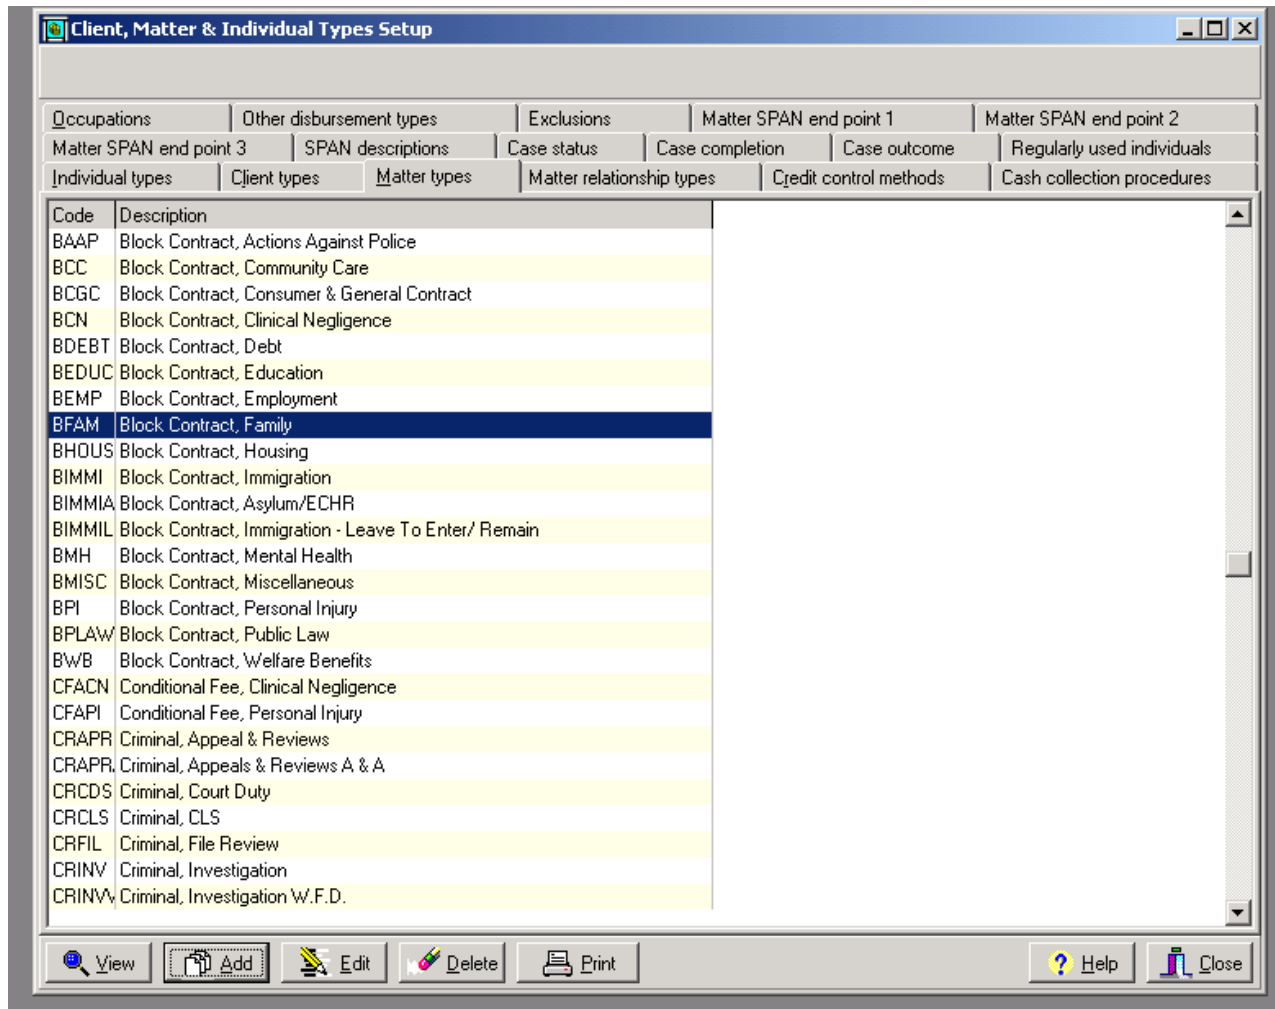 Client, Matter & Individual Types Setup
Occupations Other disbursement types Exclusions Matter SPAN end point 1 Matter SPAN end point 2
Matter SPAN end point 3 SPAN descriptions Case status Case completion Case outcome Regularly used individuals
Individual types Client types Matter types Matter relationship types Credit control methods Cash collection procedures
Code Description
BAAP Block Contract, Actions Against Police
BCC Block Contract, Community Care
BCGC Block Contract, Consumer & General Contract
BCN Block Contract, Clinical Negligence
BDEBT Block Contract, Debt
BEDUC Block Contract, Education
BEMP Block Contract, Employment
BFAM Block Contract, Family
BHOUS Block Contract, Housing
BIMMI Block Contract, Immigration
BIMMIA Block Contract, Asylum/ECHR
BIMMIL Block Contract, Immigration - Leave To Enter/ Remain
BMH Block Contract, Mental Health
BMISC Block Contract, Miscellaneous
BPI Block Contract, Personal Injury
BPLAW Block Contract, Public Law
BWB Block Contract, Welfare Benefits
CFACN Conditional Fee, Clinical Negligence
CFAPI Conditional Fee, Personal Injury
CRAPR Criminal, Appeal & Reviews
CRAPR Criminal, Appeals & Reviews A & A
CRCDS Criminal, Court Duty
CRCLS Criminal, CLS
CRFIL Criminal, File Review
CRINV Criminal, Investigation
Criminal, Investigation W.F.D.
View Add Edit Delete Print Help Close